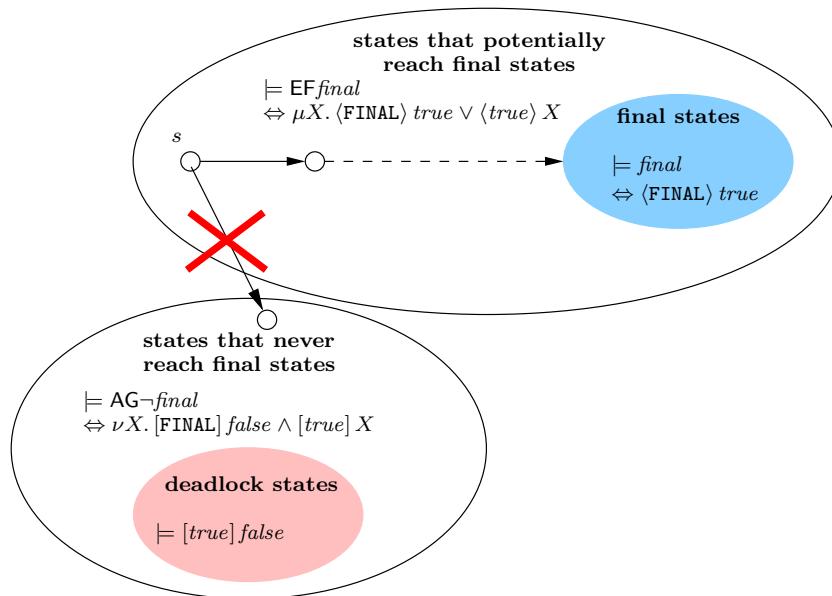 states that potentially
reach final states
⊨ EF final
⇔ μX. ⟨FINAL⟩ true ∨ ⟨true⟩ X
final states
s
⊨ final
⇔ ⟨FINAL⟩ true
states that never
reach final states
⊨ AG¬final
⇔ νX. [FINAL] false ∧ [true] X
deadlock states
⊨ [true] false